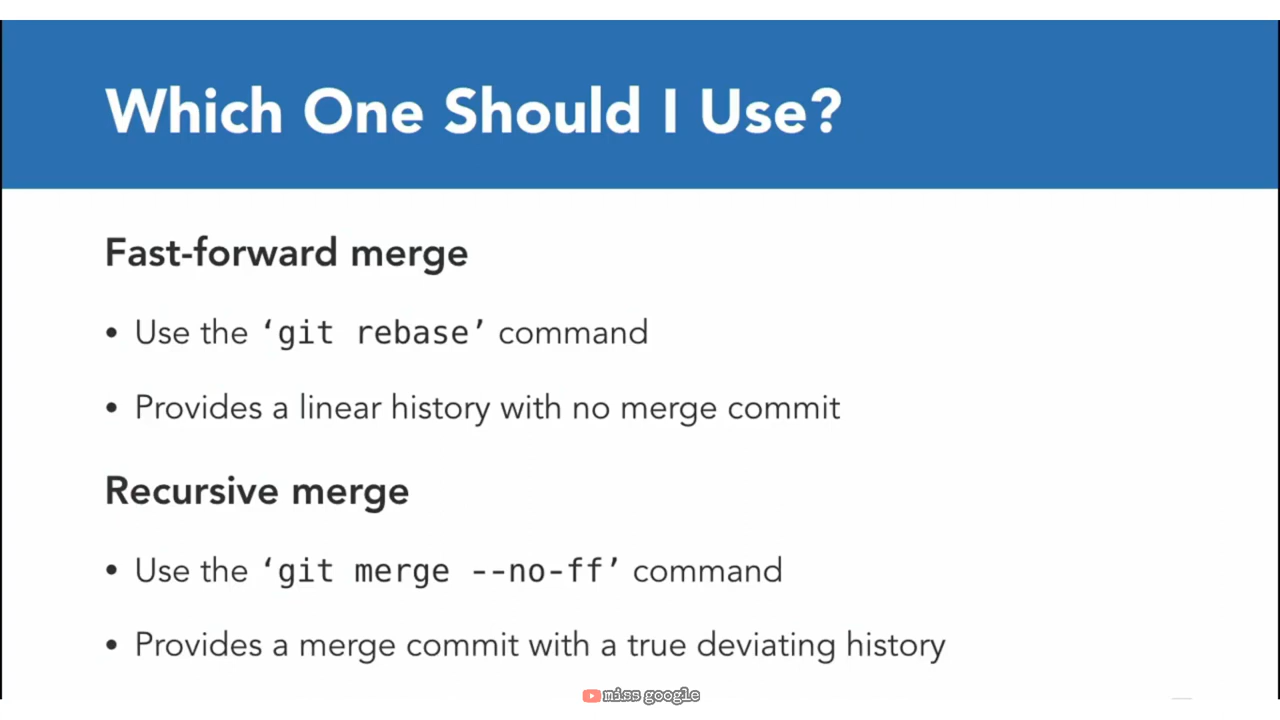 Which One Should I Use?
Fast-forward merge
• Use the ‘git rebase’ command
• Provides a linear history with no merge commit
Recursive merge
• Use the ‘git merge --no-ff’ command
• Provides a merge commit with a true deviating history
miss google